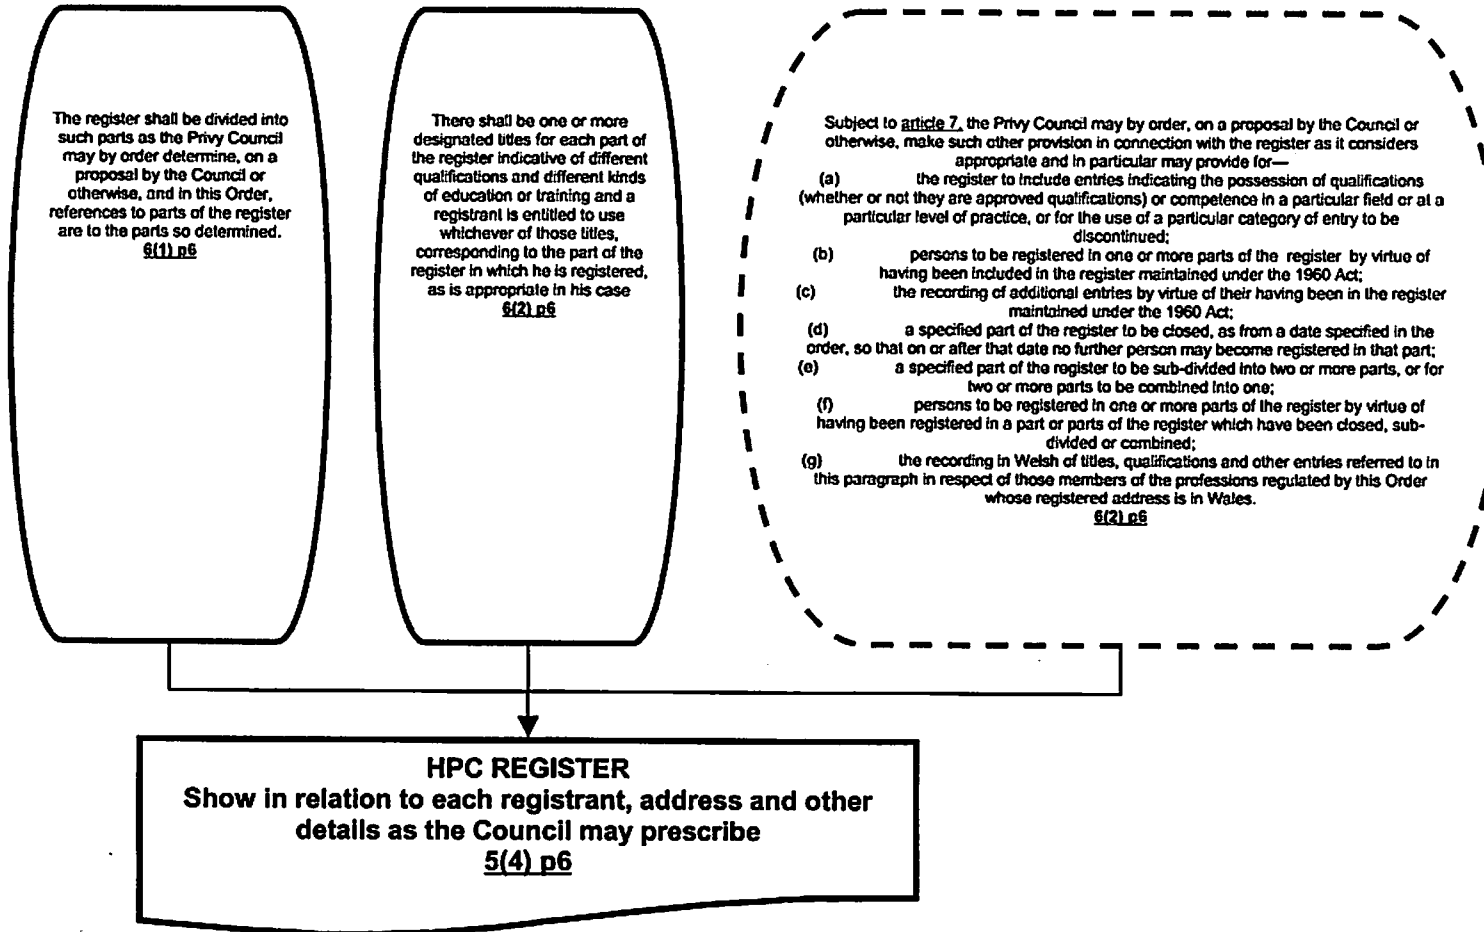 The register shall be divided into
such parts as the Privy Council
may by order determine, on a
proposal by the Council or
otherwise, and in this Order,
references to parts of the register
are to the parts so determined.
6(1) p6
There shall be one or more
designated titles for each part of
the register indicative of different
qualifications and different kinds
of education or training and a
registrant is entitled to use
whichever of those titles,
corresponding to the part of the
register in which he is registered,
as is appropriate in his case
6(2) p6
Subject to article 7, the Privy Council may by order, on a proposal by the Council or
otherwise, make such other provision in connection with the register as it considers
appropriate and in particular may provide for—
(a) the register to include entries indicating the possession of qualifications
(whether or not they are approved qualifications) or competence in a particular field or at a
particular level of practice, or for the use of a particular category of entry to be
discontinued;
(b) persons to be registered in one or more parts of the register by virtue of
having been included in the register maintained under the 1960 Act;
(c) the recording of additional entries by virtue of their having been in the register
maintained under the 1960 Act;
(d) a specified part of the register to be closed, as from a date specified in the
order, so that on or after that date no further person may become registered in that part;
(e) a specified part of the register to be sub-divided into two or more parts, or for
two or more parts to be combined into one;
(f) persons to be registered in one or more parts of the register by virtue of
having been registered in a part or parts of the register which have been closed, sub-
divided or combined;
(g) the recording in Welsh of titles, qualifications and other entries referred to in
this paragraph in respect of those members of the professions regulated by this Order
whose registered address is in Wales.
6(2) p6
HPC REGISTER
Show in relation to each registrant, address and other
details as the Council may prescribe
5(4) p6